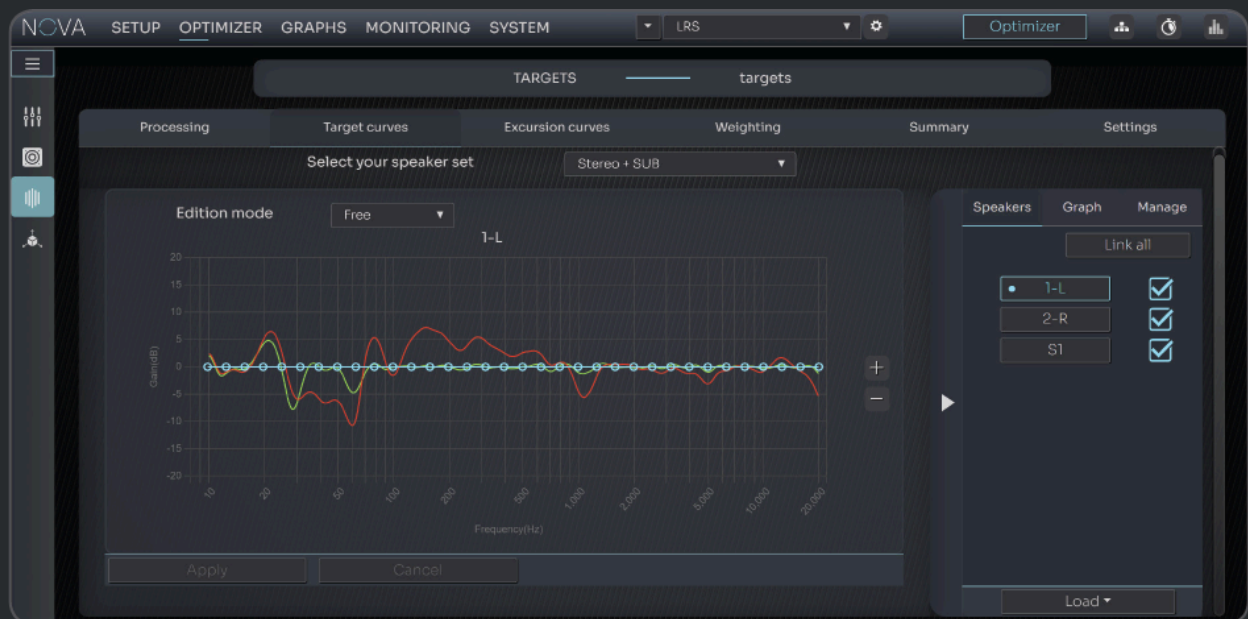 NOVA SETUP OPTIMIZER GRAPHS MONITORING SYSTEM LRS Optimizer
TARGETS targets
Processing Target curves Excursion curves Weighting Summary Settings
Select your speaker set Stereo + SUB
Edition mode Free
1-L
20
15
10
5
0
-5
-10
-15
-20
Gain(dB)
10 20 50 100 200 500 1,000 2,000 5,000 10,000 20,000
Frequency(Hz)
+
−
Apply Cancel
Speakers Graph Manage
Link all
1-L
2-R
S1
Load